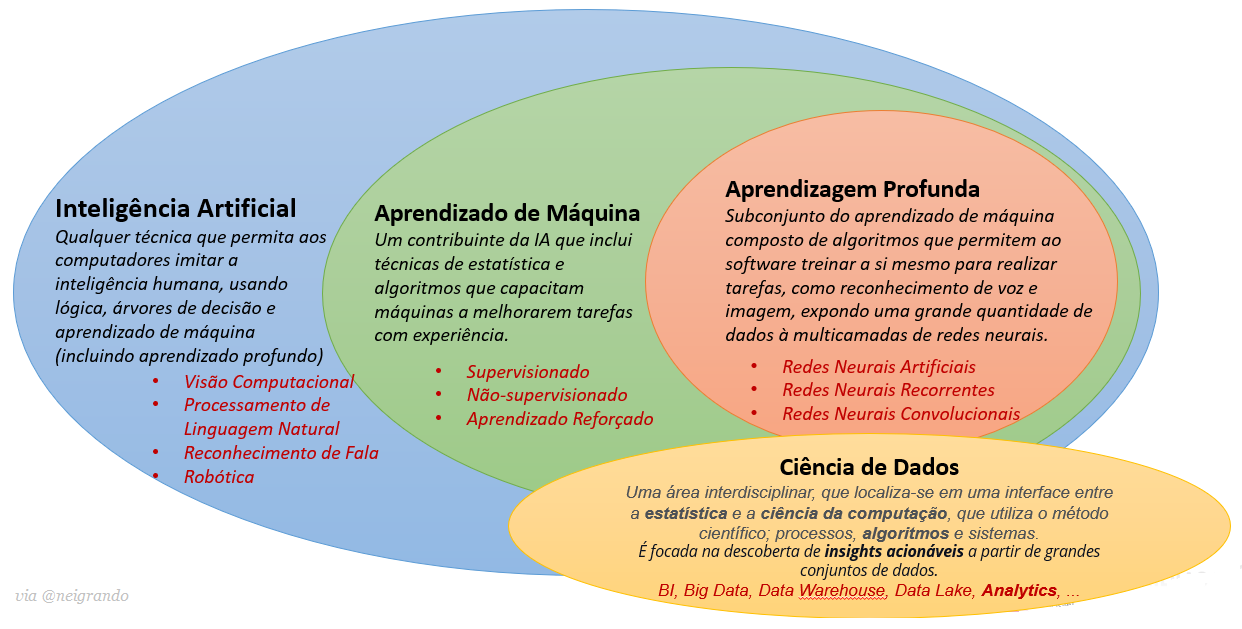 Inteligência Artificial
Qualquer técnica que permita aos
computadores imitar a
inteligência humana, usando
lógica, árvores de decisão e
aprendizado de máquina
(incluindo aprendizado profundo)
• Visão Computacional
• Processamento de
Linguagem Natural
• Reconhecimento de Fala
• Robótica
Aprendizado de Máquina
Um contribuinte da IA que inclui
técnicas de estatística e
algoritmos que capacitam
máquinas a melhorarem tarefas
com experiência.
• Supervisionado
• Não-supervisionado
• Aprendizado Reforçado
Aprendizagem Profunda
Subconjunto do aprendizado de máquina
composto de algoritmos que permitem ao
software treinar a si mesmo para realizar
tarefas, como reconhecimento de voz e
imagem, expondo uma grande quantidade de
dados à multicamadas de redes neurais.
• Redes Neurais Artificiais
• Redes Neurais Recorrentes
• Redes Neurais Convolucionais
Ciência de Dados
Uma área interdisciplinar, que localiza-se em uma interface entre
a estatística e a ciência da computação, que utiliza o método
científico; processos, algoritmos e sistemas.
É focada na descoberta de insights acionáveis a partir de grandes
conjuntos de dados.
BI, Big Data, Data Warehouse, Data Lake, Analytics, ...
via @neigrando